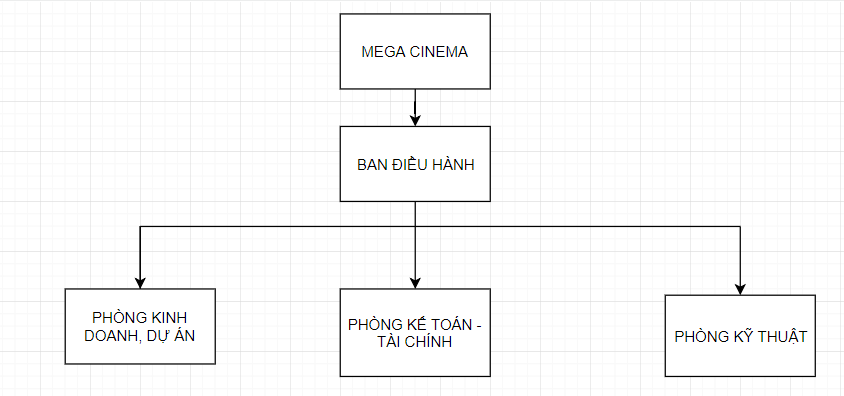 MEGA CINEMA
BAN ĐIỀU HÀNH
PHÒNG KINH
DOANH, DỰ ÁN
PHÒNG KẾ TOÁN -
TÀI CHÍNH
PHÒNG KỸ THUẬT